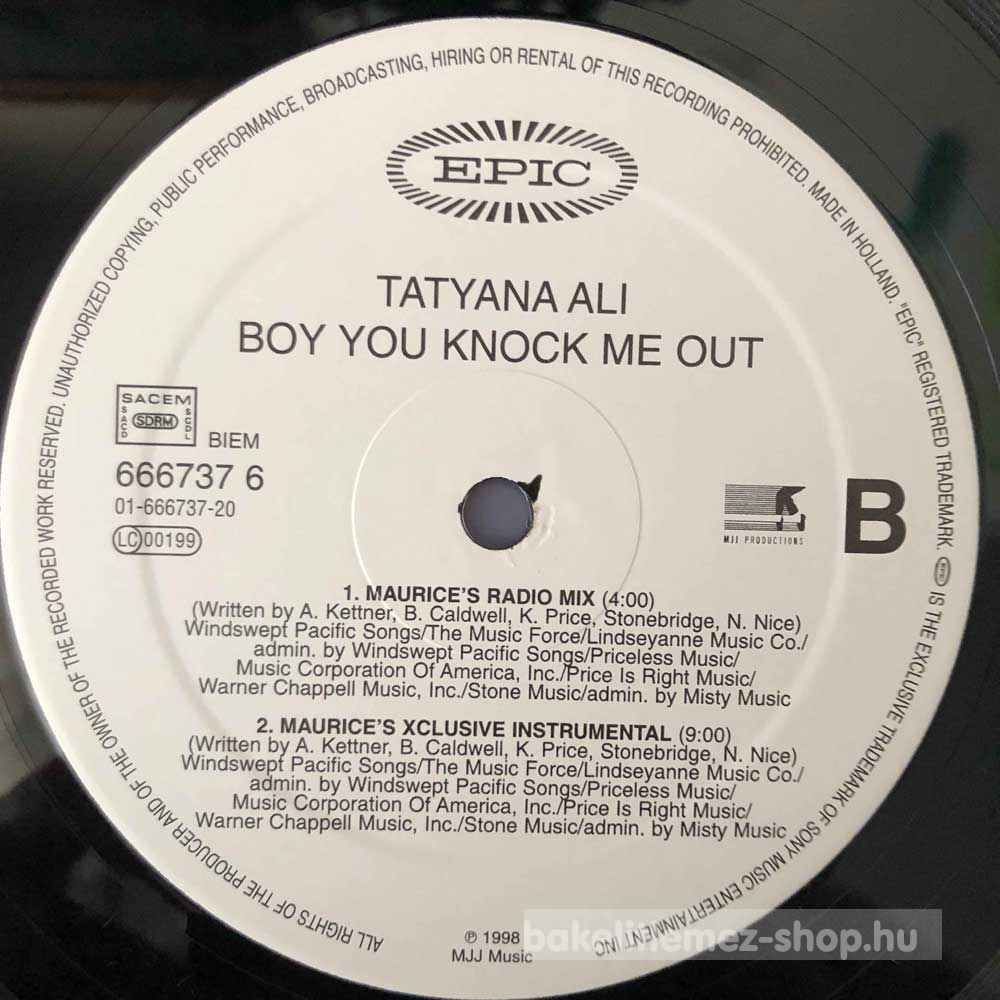 ALL RIGHTS OF THE PRODUCER AND OF THE OWNER OF THE RECORDED WORK RESERVED. UNAUTHORIZED COPYING, PUBLIC PERFORMANCE, BROADCASTING, HIRING OR RENTAL OF THIS RECORDING PROHIBITED. MADE IN HOLLAND. "EPIC" REGISTERED TRADEMARK. EPIC IS THE EXCLUSIVE TRADEMARK OF SONY MUSIC ENTERTAINMENT INC.
EPIC
TATYANA ALI
BOY YOU KNOCK ME OUT
SACEM
SACD
SDRM
SCDL
BIEM
666737 6
01-666737-20
LC 00199
MJJ PRODUCTIONS
B
1. MAURICE'S RADIO MIX (4:00)
(Written by A. Kettner, B. Caldwell, K. Price, Stonebridge, N. Nice)
Windswept Pacific Songs/The Music Force/Lindseyanne Music Co./
admin. by Windswept Pacific Songs/Priceless Music/
Music Corporation Of America, Inc./Price Is Right Music/
Warner Chappell Music, Inc./Stone Music/admin. by Misty Music
2. MAURICE'S XCLUSIVE INSTRUMENTAL (9:00)
(Written by A. Kettner, B. Caldwell, K. Price, Stonebridge, N. Nice)
Windswept Pacific Songs/The Music Force/Lindseyanne Music Co./
admin. by Windswept Pacific Songs/Priceless Music/
Music Corporation Of America, Inc./Price Is Right Music/
Warner Chappell Music, Inc./Stone Music/admin. by Misty Music
℗ 1998
MJJ Music
bakelitlemez-shop.hu